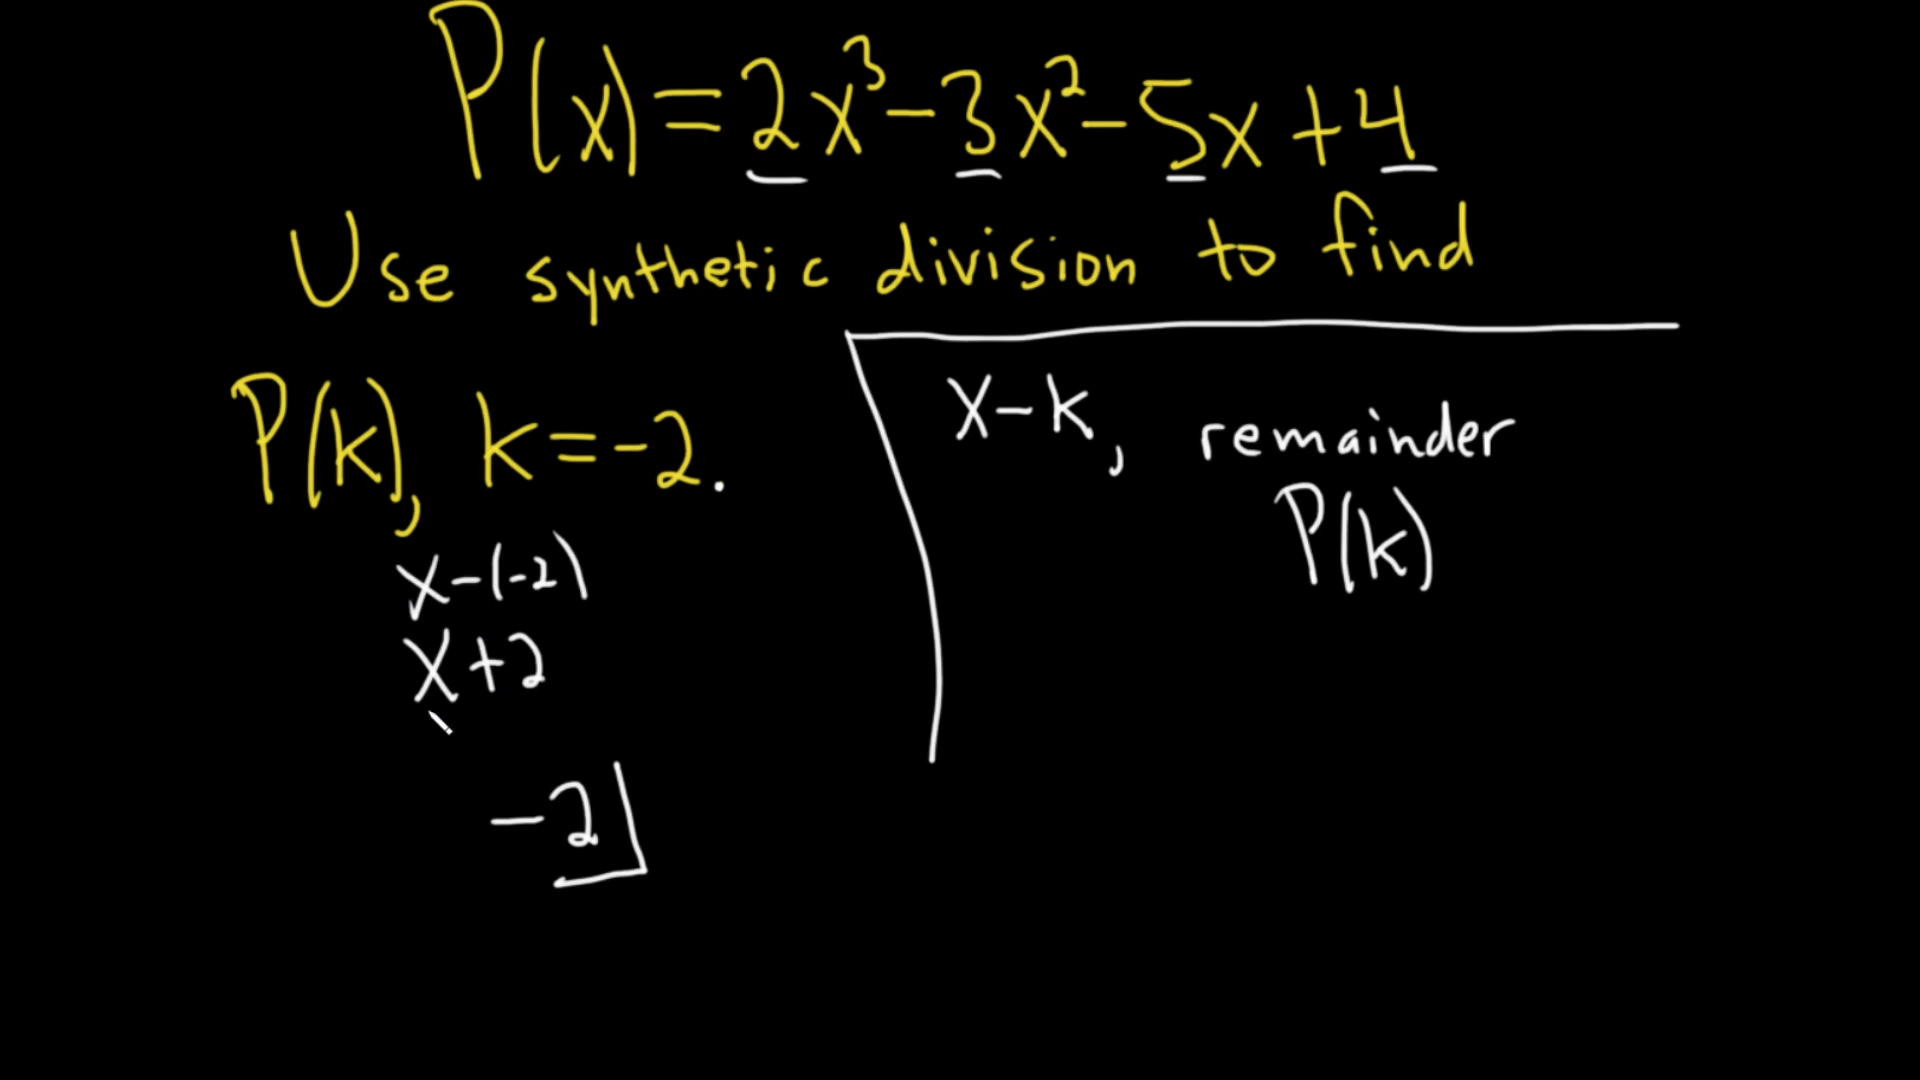 P(x) = 2x³ - 3x² - 5x + 4
Use synthetic division to find
P(k), k = -2.
x - (-2)
x + 2
-2
x - k, remainder
P(k)